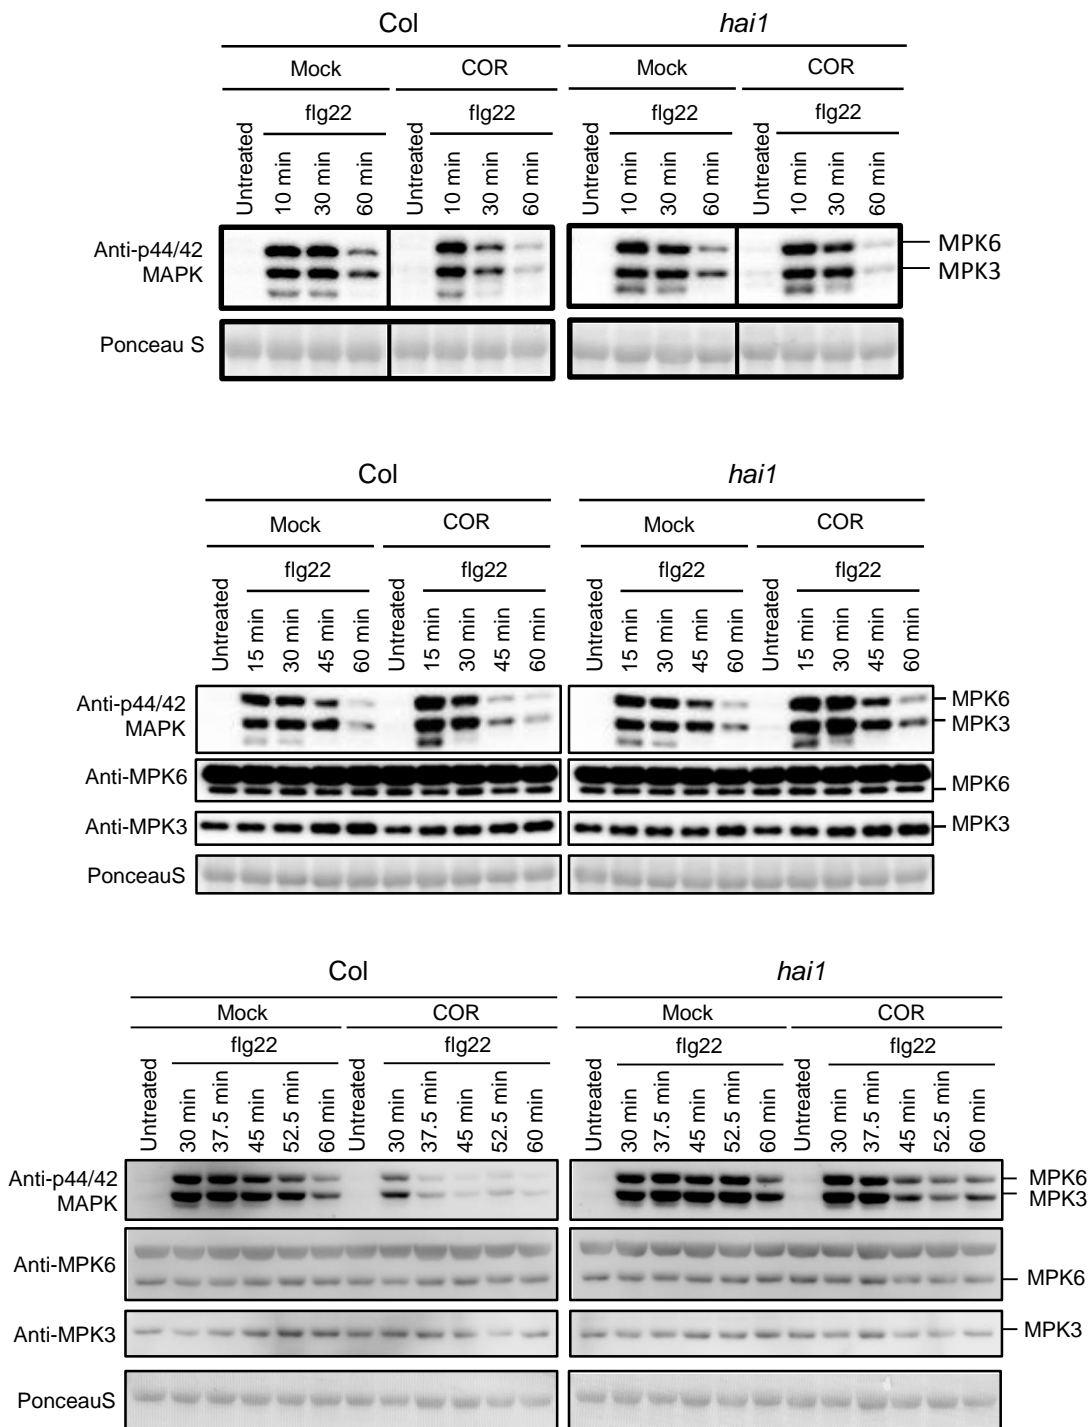 Col hai1
Mock COR Mock COR
flg22 flg22 flg22 flg22
Untreated 10 min 30 min 60 min Untreated 10 min 30 min 60 min Untreated 10 min 30 min 60 min Untreated 10 min 30 min 60 min
Anti-p44/42 MPK6
MAPK MPK3
Ponceau S
Col hai1
Mock COR Mock COR
flg22 flg22 flg22 flg22
Untreated 15 min 30 min 45 min 60 min Untreated 15 min 30 min 45 min 60 min Untreated 15 min 30 min 45 min 60 min Untreated 15 min 30 min 45 min 60 min
Anti-p44/42 MPK6
MAPK MPK3
Anti-MPK6 MPK6
Anti-MPK3 MPK3
PonceauS
Col hai1
Mock COR Mock COR
flg22 flg22 flg22 flg22
Untreated 30 min 37.5 min 45 min 52.5 min 60 min Untreated 30 min 37.5 min 45 min 52.5 min 60 min Untreated 30 min 37.5 min 45 min 52.5 min 60 min Untreated 30 min 37.5 min 45 min 52.5 min 60 min
Anti-p44/42 MPK6
MAPK MPK3
Anti-MPK6 MPK6
Anti-MPK3 MPK3
PonceauS